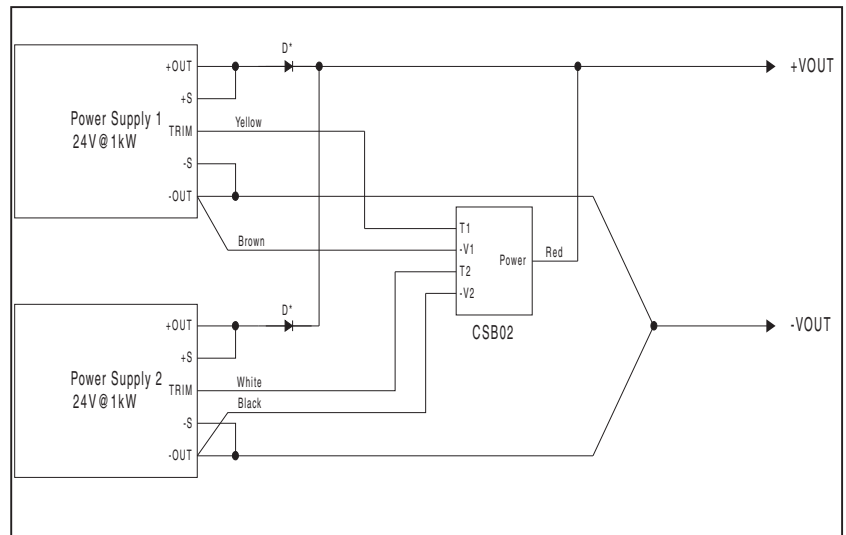 D*
+OUT
+VOUT
+S
Power Supply 1
24V@1kW
TRIM
Yellow
-S
-OUT
Brown
T1
-V1
T2
-V2
Power
Red
CSB02
D*
+OUT
-VOUT
+S
Power Supply 2
24V@1kW
TRIM
White
Black
-S
-OUT